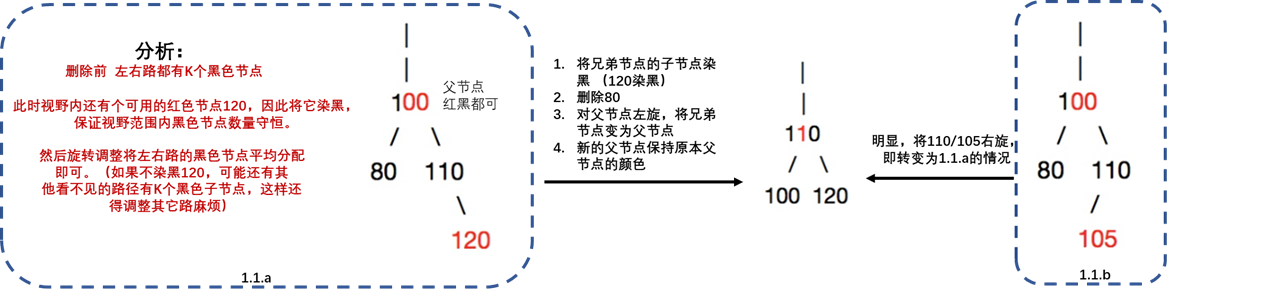 分析：
删除前 左右路都有K个黑色节点
此时视野内还有个可用的红色节点120，因此将它染黑，
保证视野范围内黑色节点数量守恒。
然后旋转调整将左右路的黑色节点平均分配
即可。（如果不染黑120，可能还有其
他看不见的路径有K个黑色子节点，这样还
得调整其它路麻烦）
100
父节点
红黑都可
80 110
120
1.1.a
1. 将兄弟节点的子节点染
黑 （120染黑）
2. 删除80
3. 对父节点左旋，将兄弟
节点变为父节点
4. 新的父节点保持原本父
节点的颜色
110
100 120
明显，将110/105右旋，
即转变为1.1.a的情况
100
80 110
105
1.1.b